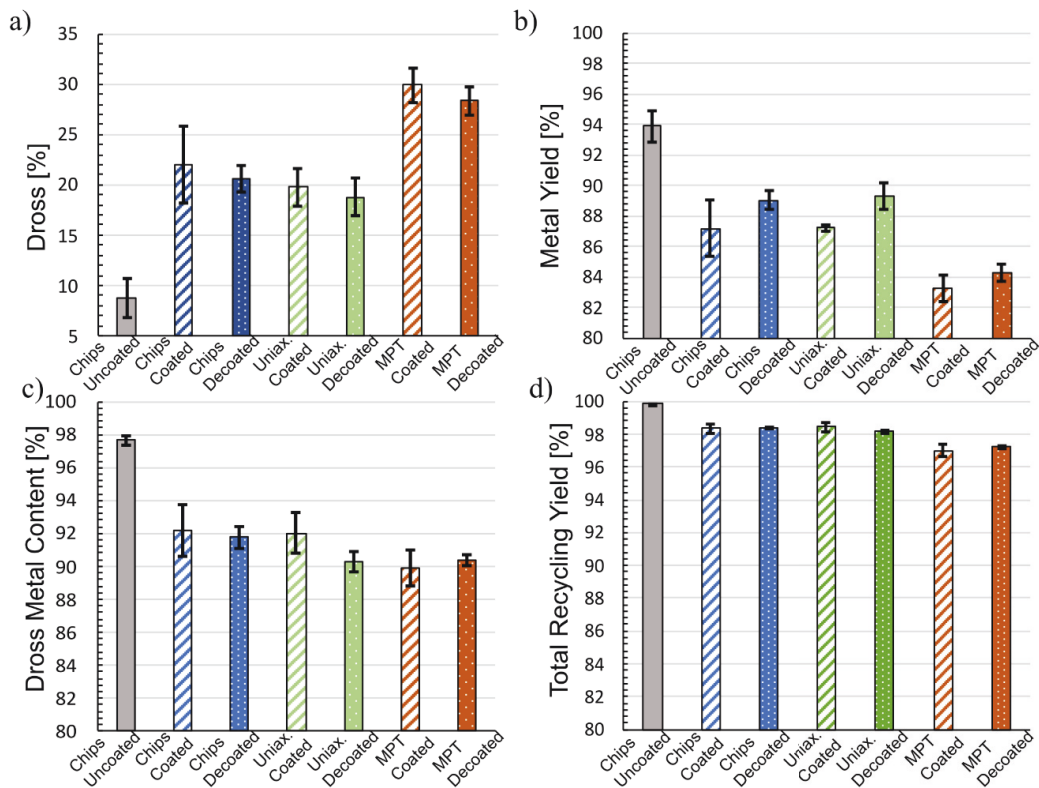 a)
Dross [%]
35
30
25
20
15
10
5
Chips
Uncoated
Chips
Coated
Chips
Decoated
Uniax.
Coated
Uniax.
Decoated
MPT
Coated
MPT
Decoated
b)
Metal Yield [%]
100
98
96
94
92
90
88
86
84
82
80
Chips
Uncoated
Chips
Coated
Chips
Decoated
Uniax.
Coated
Uniax.
Decoated
MPT
Coated
MPT
Decoated
c)
Dross Metal Content [%]
100
98
96
94
92
90
88
86
84
82
80
Chips
Uncoated
Chips
Coated
Chips
Decoated
Uniax.
Coated
Uniax.
Decoated
MPT
Coated
MPT
Decoated
d)
Total Recycling Yield [%]
100
98
96
94
92
90
88
86
84
82
80
Chips
Uncoated
Chips
Coated
Chips
Decoated
Uniax.
Coated
Uniax.
Decoated
MPT
Coated
MPT
Decoated